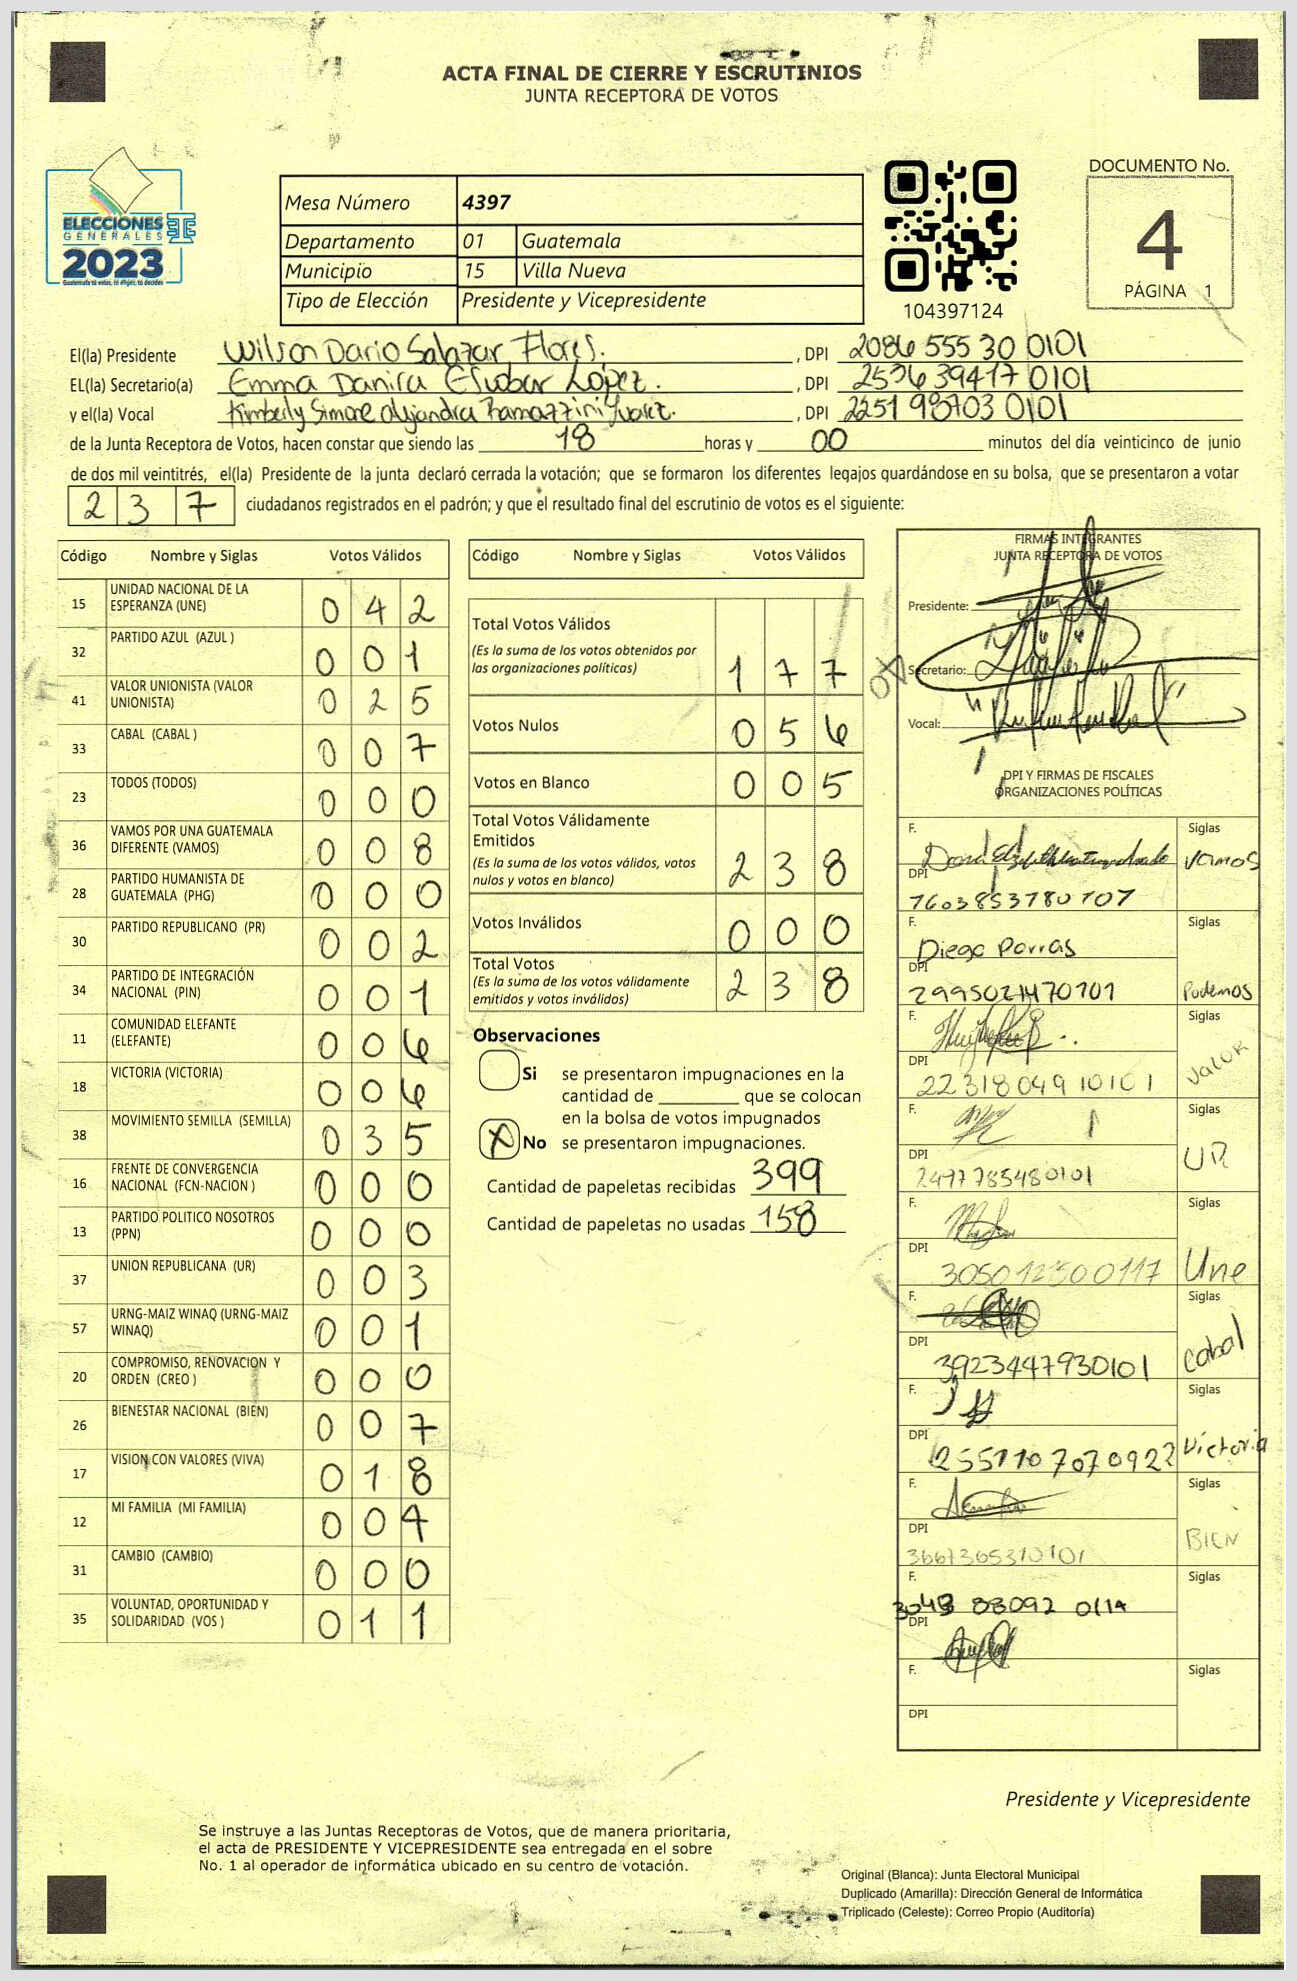 ACTA FINAL DE CIERRE Y ESCRUTINIOS
JUNTA RECEPTORA DE VOTOS
ELECCIONES
GENERALES
2023
Guatemala tú votas, tú eliges, tú decides
Mesa Número 4397
Departamento 01 Guatemala
Municipio 15 Villa Nueva
Tipo de Elección Presidente y Vicepresidente
104397124
DOCUMENTO No.
4
PÁGINA 1
El(la) Presidente Wilson Dario Salazar Flores. , DPI 2086 555 30 0101
EL(la) Secretario(a) Emma Danira Escobar López. , DPI 2536 39417 0101
y el(la) Vocal Kimberly Simone Alejandra Ramazzini , DPI 2251 98703 0101
de la Junta Receptora de Votos, hacen constar que siendo las 18 horas y 00 minutos del día veinticinco de junio
de dos mil veintitrés, el(la) Presidente de la junta declaró cerrada la votación; que se formaron los diferentes legajos guardándose en su bolsa, que se presentaron a votar
237 ciudadanos registrados en el padrón; y que el resultado final del escrutinio de votos es el siguiente:
Código Nombre y Siglas Votos Válidos
15 UNIDAD NACIONAL DE LA ESPERANZA (UNE) 0 4 2
32 PARTIDO AZUL (AZUL ) 0 0 1
41 VALOR UNIONISTA (VALOR UNIONISTA) 0 2 5
33 CABAL (CABAL ) 0 0 7
23 TODOS (TODOS) 0 0 0
36 VAMOS POR UNA GUATEMALA DIFERENTE (VAMOS) 0 0 8
28 PARTIDO HUMANISTA DE GUATEMALA (PHG) 0 0 0
30 PARTIDO REPUBLICANO (PR) 0 0 2
34 PARTIDO DE INTEGRACIÓN NACIONAL (PIN) 0 0 1
11 COMUNIDAD ELEFANTE (ELEFANTE) 0 0 6
18 VICTORIA (VICTORIA) 0 0 6
38 MOVIMIENTO SEMILLA (SEMILLA) 0 3 5
16 FRENTE DE CONVERGENCIA NACIONAL (FCN-NACION ) 0 0 0
13 PARTIDO POLITICO NOSOTROS (PPN) 0 0 0
37 UNION REPUBLICANA (UR) 0 0 3
57 URNG-MAIZ WINAQ (URNG-MAIZ WINAQ) 0 0 1
20 COMPROMISO, RENOVACION Y ORDEN (CREO ) 0 0 0
26 BIENESTAR NACIONAL (BIEN) 0 0 7
17 VISION CON VALORES (VIVA) 0 1 8
12 MI FAMILIA (MI FAMILIA) 0 0 4
31 CAMBIO (CAMBIO) 0 0 0
35 VOLUNTAD, OPORTUNIDAD Y SOLIDARIDAD (VOS ) 0 1 1
Código Nombre y Siglas Votos Válidos
Total Votos Válidos
(Es la suma de los votos obtenidos por las organizaciones políticas) 1 7 7
Votos Nulos 0 5 6
Votos en Blanco 0 0 5
Total Votos Válidamente Emitidos
(Es la suma de los votos válidos, votos nulos y votos en blanco) 2 3 8
Votos Inválidos 0 0 0
Total Votos
(Es la suma de los votos válidamente emitidos y votos inválidos) 2 3 8
Observaciones
Si se presentaron impugnaciones en la
cantidad de ________ que se colocan
en la bolsa de votos impugnados
X No se presentaron impugnaciones.
Cantidad de papeletas recibidas 399
Cantidad de papeletas no usadas 158
FIRMAS INTEGRANTES
JUNTA RECEPTORA DE VOTOS
Presidente:
Secretario:
Vocal:
DPI Y FIRMAS DE FISCALES
ORGANIZACIONES POLÍTICAS
F. Siglas Vamos
DPI 1603853780707
F. Diego Porras Siglas
DPI 2995021470101 Podemos
F. Siglas
DPI 2231804910101 Valor
F. Siglas
DPI 2497785480101 UR
F. Siglas
DPI 305012300117 Une
F. Siglas
DPI 3923447930101 Cabal
F. Siglas
DPI 2551107070922 Victoria
F. Siglas
DPI 3667365310101 BIEN
F. 3048 88092 0114 Siglas
DPI
F. Siglas
DPI
Presidente y Vicepresidente
Se instruye a las Juntas Receptoras de Votos, que de manera prioritaria,
el acta de PRESIDENTE Y VICEPRESIDENTE sea entregada en el sobre
No. 1 al operador de informática ubicado en su centro de votación.
Original (Blanca): Junta Electoral Municipal
Duplicado (Amarilla): Dirección General de Informática
Triplicado (Celeste): Correo Propio (Auditoría)